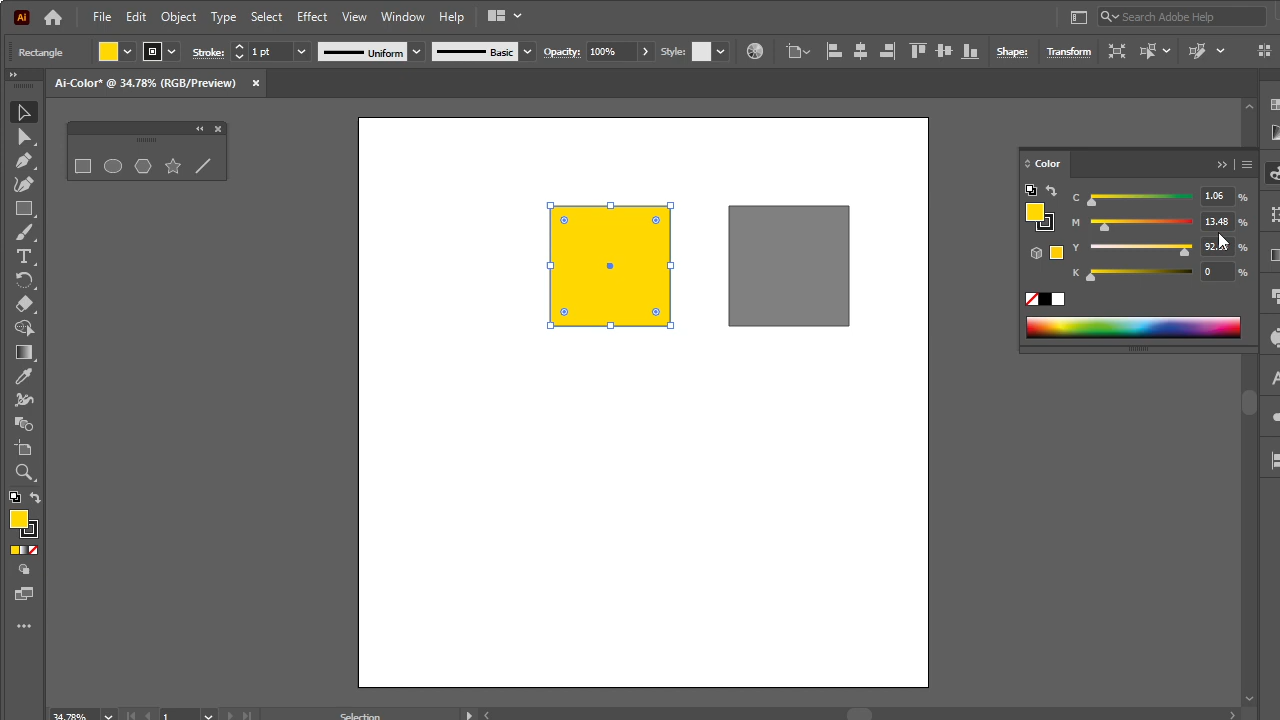 Ai File Edit Object Type Select Effect View Window Help Search Adobe Help
Rectangle Stroke: 1 pt Uniform Basic Opacity: 100% Style: Shape: Transform
Ai-Color* @ 34.78% (RGB/Preview)
Color
C 1.06 %
M 13.48 %
Y %
K 0 %
T
34.78% 1 Selection